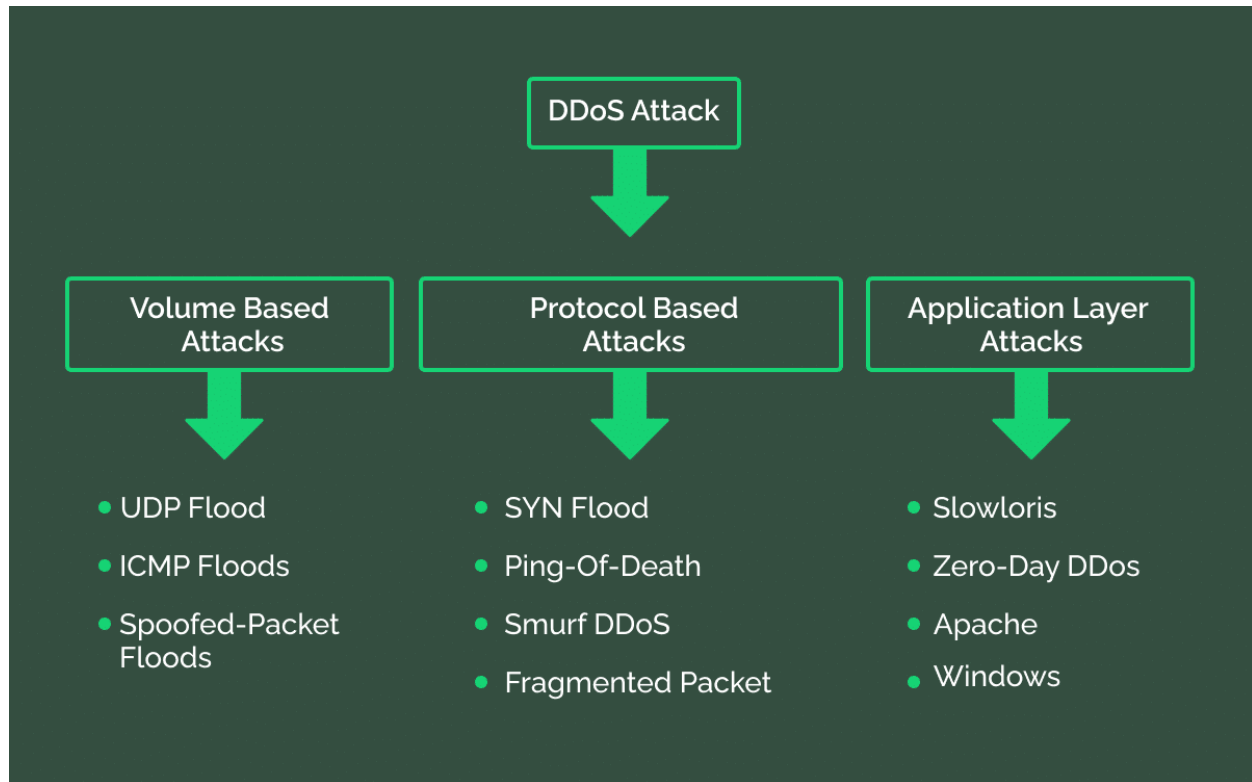 DDoS Attack
Volume Based
Attacks
Protocol Based
Attacks
Application Layer
Attacks
UDP Flood
ICMP Floods
Spoofed-Packet
Floods
SYN Flood
Ping-Of-Death
Smurf DDoS
Fragmented Packet
Slowloris
Zero-Day DDos
Apache
Windows